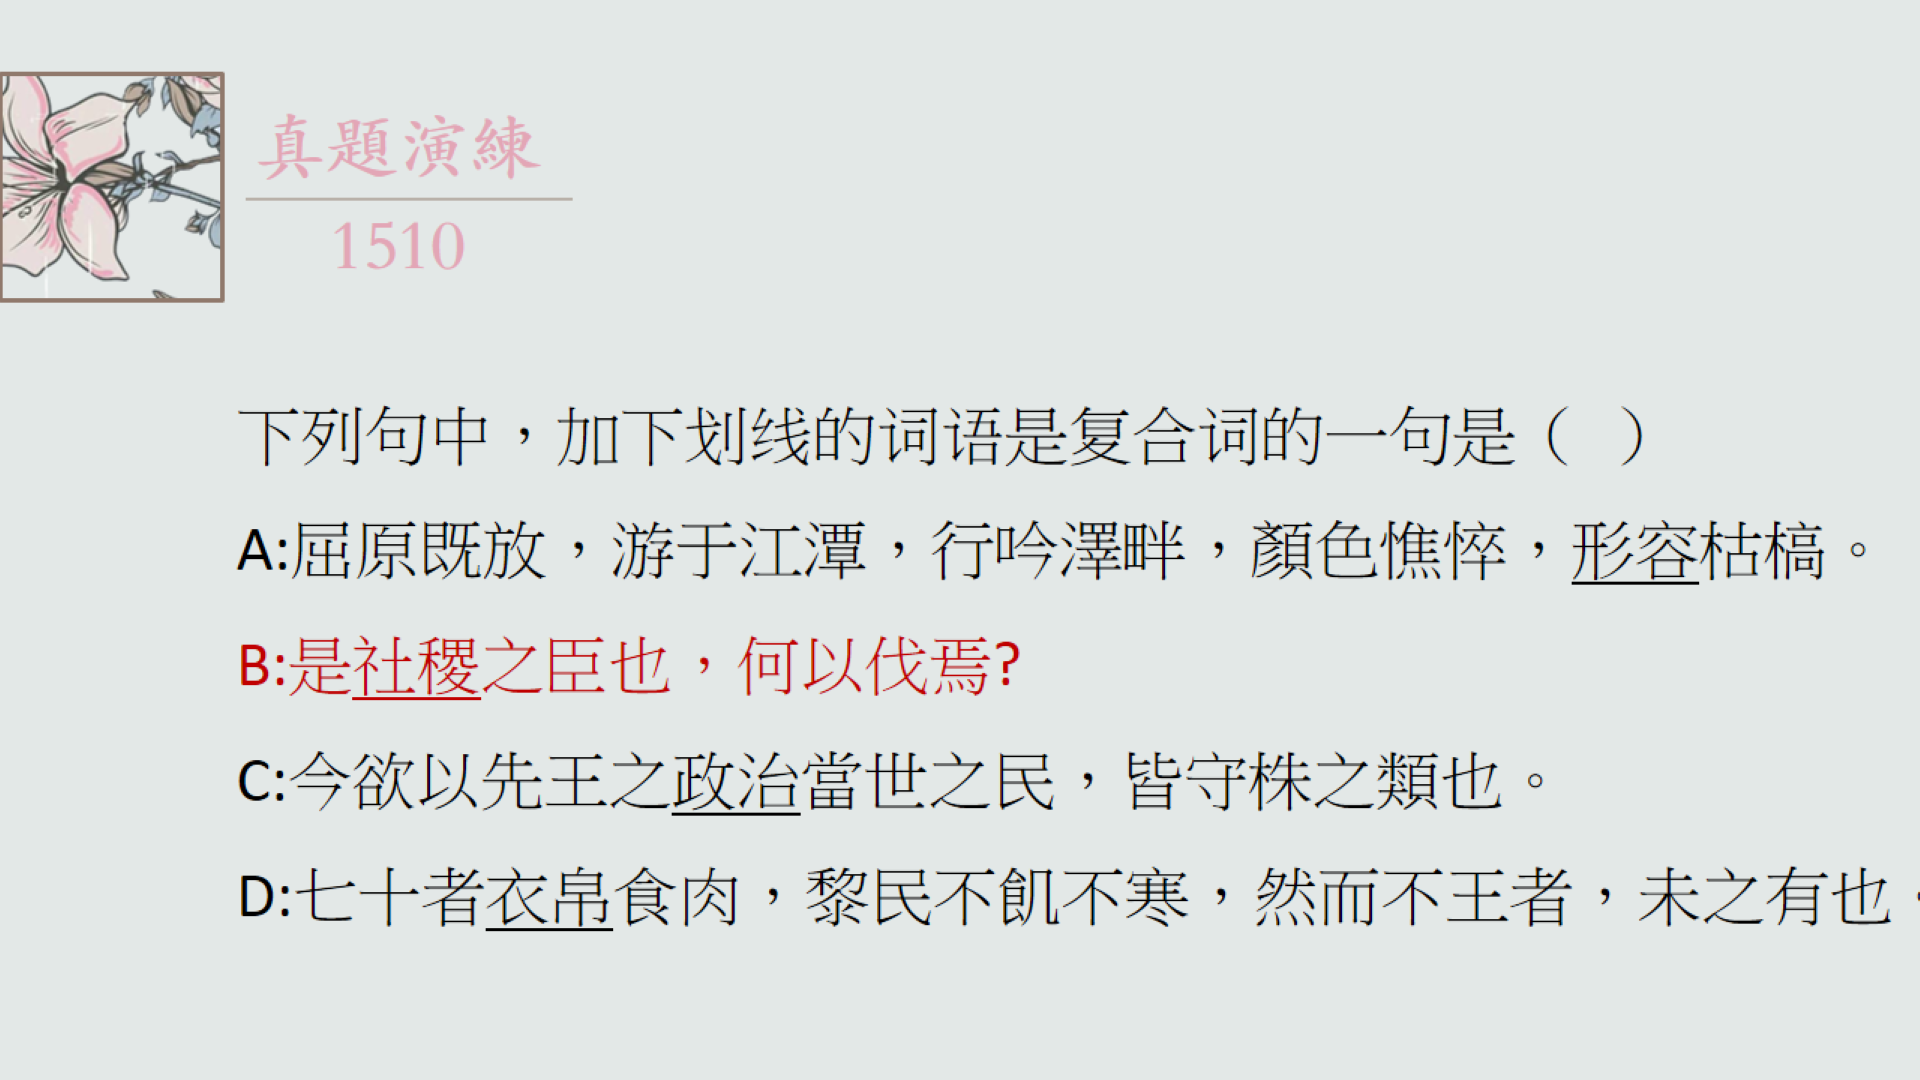 真題演練
1510
下列句中，加下划线的词语是复合词的一句是（ ）
A:屈原既放，游于江潭，行吟澤畔，顏色憔悴，形容枯槁。
B:是社稷之臣也，何以伐焉?
C:今欲以先王之政治當世之民，皆守株之類也。
D:七十者衣帛食肉，黎民不飢不寒，然而不王者，未之有也。